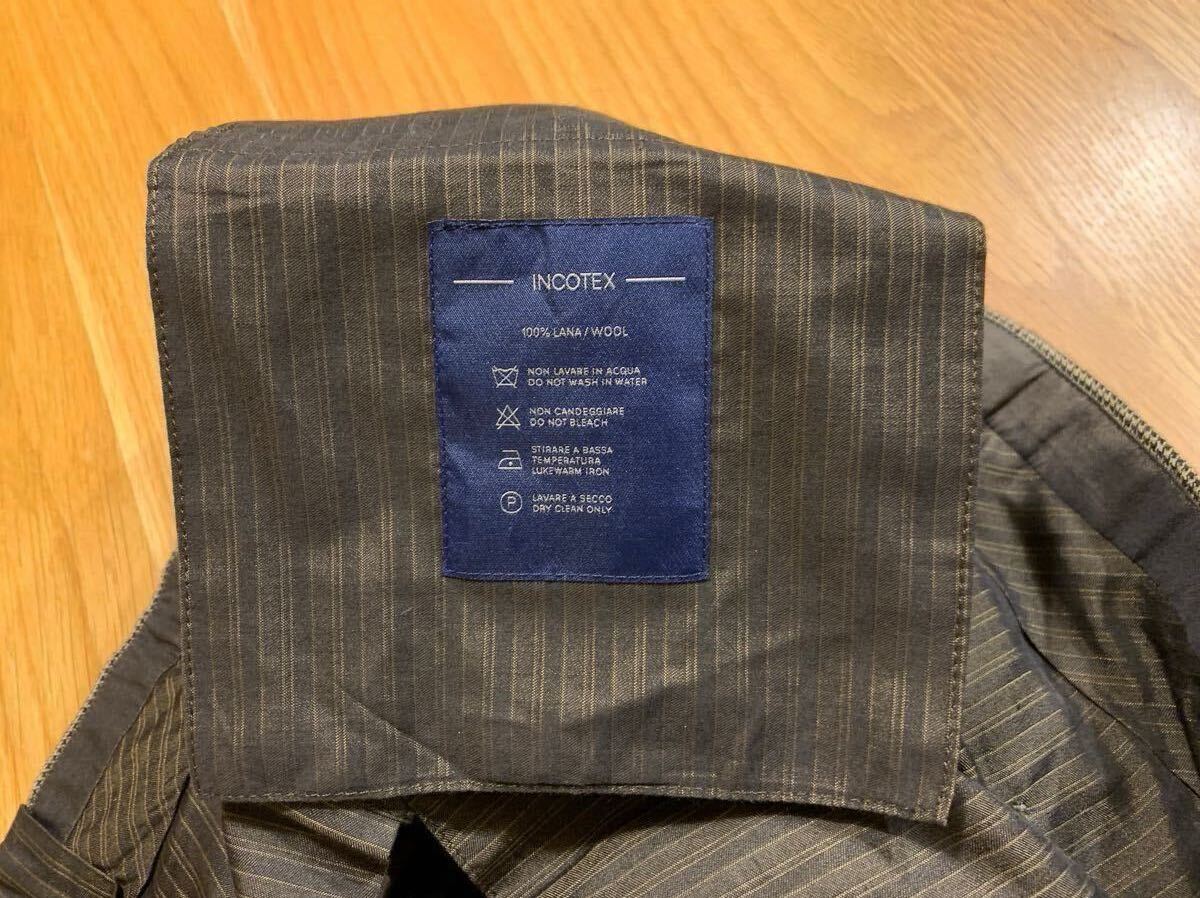 INCOTEX
100% LANA / WOOL
NON LAVARE IN ACQUA
DO NOT WASH IN WATER
NON CANDEGGIARE
DO NOT BLEACH
STIRARE A BASSA
TEMPERATURA
LUKEWARM IRON
P
LAVARE A SECCO
DRY CLEAN ONLY